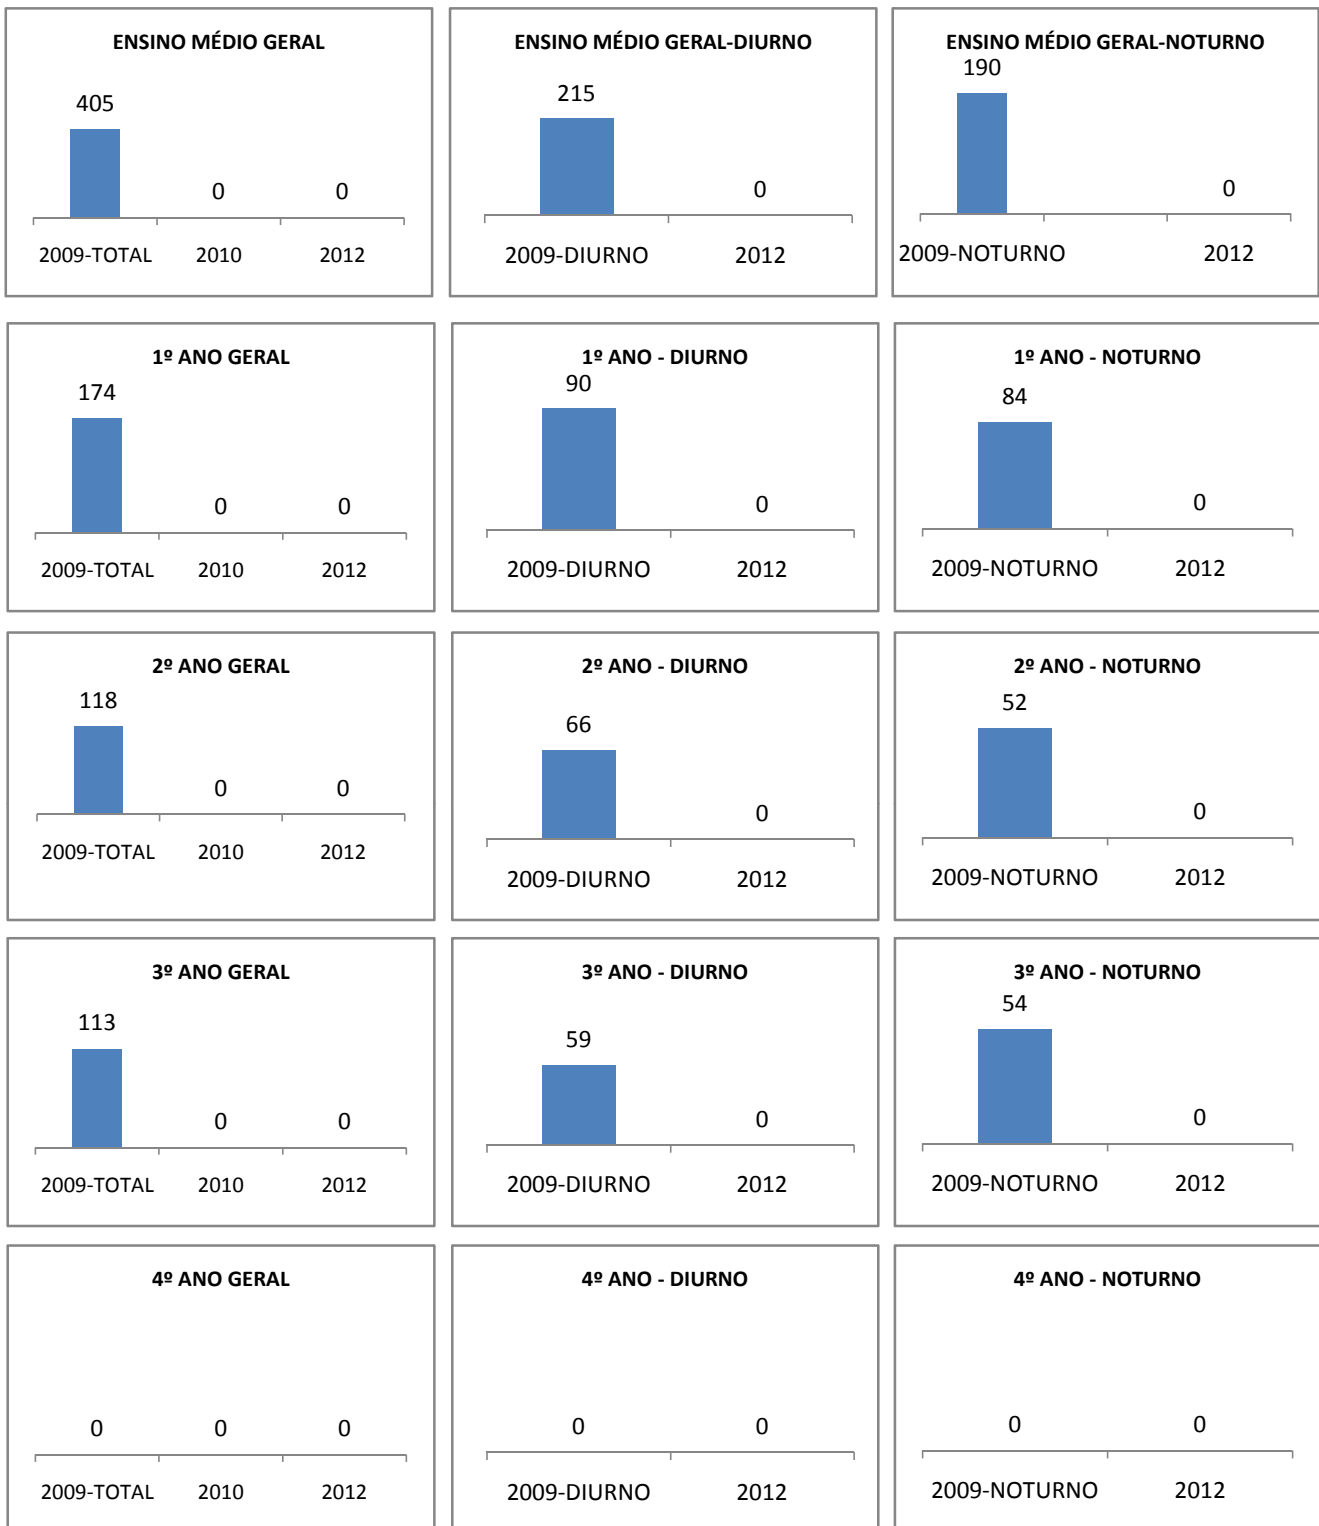 ENSINO MÉDIO GERAL
405
0
0
2009-TOTAL
2010
2012
ENSINO MÉDIO GERAL-DIURNO
215
0
2009-DIURNO
2012
ENSINO MÉDIO GERAL-NOTURNO
190
0
2009-NOTURNO
2012
1º ANO GERAL
174
0
0
2009-TOTAL
2010
2012
1º ANO - DIURNO
90
0
2009-DIURNO
2012
1º ANO - NOTURNO
84
0
2009-NOTURNO
2012
2º ANO GERAL
118
0
0
2009-TOTAL
2010
2012
2º ANO - DIURNO
66
0
2009-DIURNO
2012
2º ANO - NOTURNO
52
0
2009-NOTURNO
2012
3º ANO GERAL
113
0
0
2009-TOTAL
2010
2012
3º ANO - DIURNO
59
0
2009-DIURNO
2012
3º ANO - NOTURNO
54
0
2009-NOTURNO
2012
4º ANO GERAL
0
0
0
2009-TOTAL
2010
2012
4º ANO - DIURNO
0
0
2009-DIURNO
2012
4º ANO - NOTURNO
0
0
2009-NOTURNO
2012